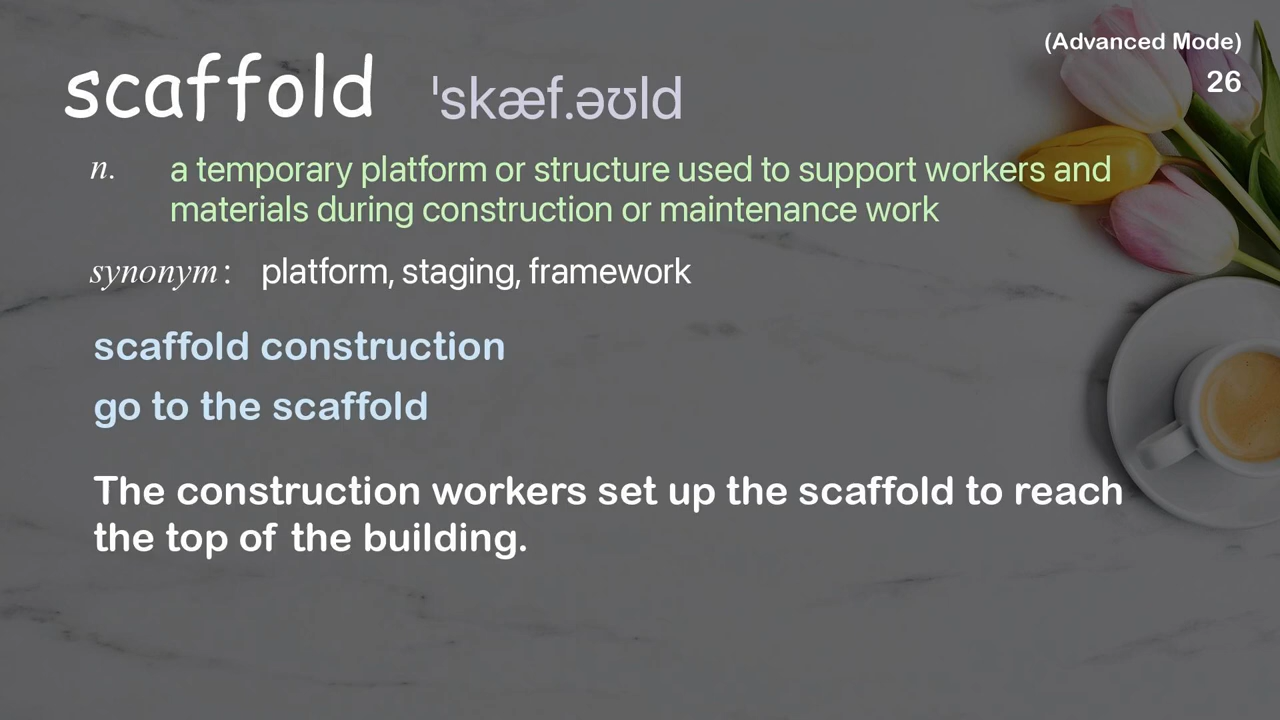 (Advanced Mode)
26
scaffold ˈskæf.əʊld
n. a temporary platform or structure used to support workers and
materials during construction or maintenance work
synonym: platform, staging, framework
scaffold construction
go to the scaffold
The construction workers set up the scaffold to reach
the top of the building.